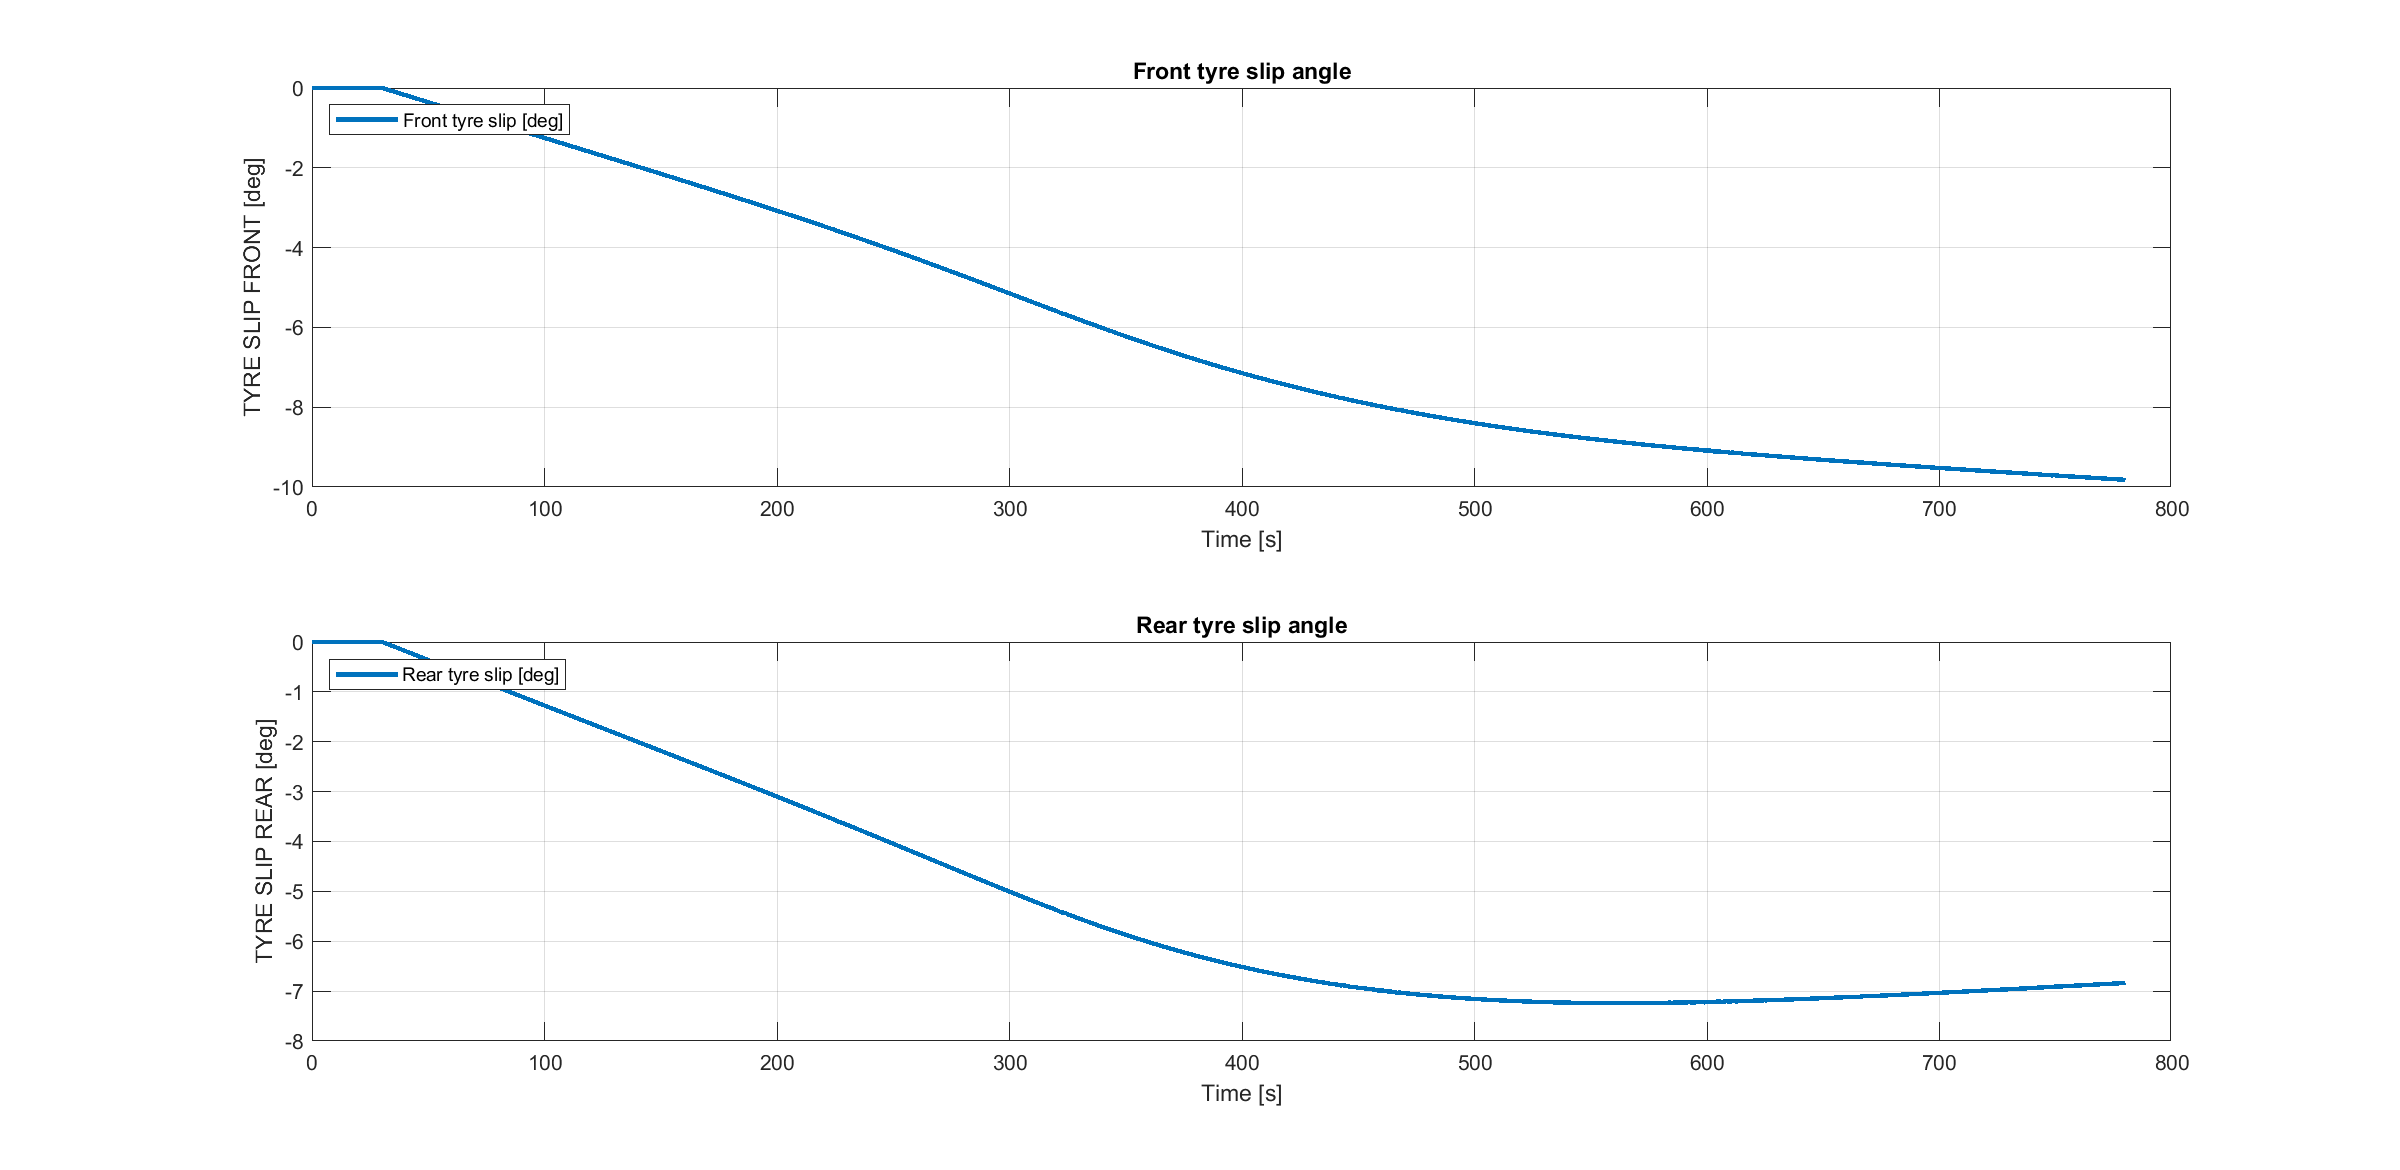 Front tyre slip angle
0
-2
-4
-6
-8
-10
TYRE SLIP FRONT [deg]
Front tyre slip [deg]
0 100 200 300 400 500 600 700 800
Time [s]
Rear tyre slip angle
0
-1
-2
-3
-4
-5
-6
-7
-8
TYRE SLIP REAR [deg]
Rear tyre slip [deg]
0 100 200 300 400 500 600 700 800
Time [s]